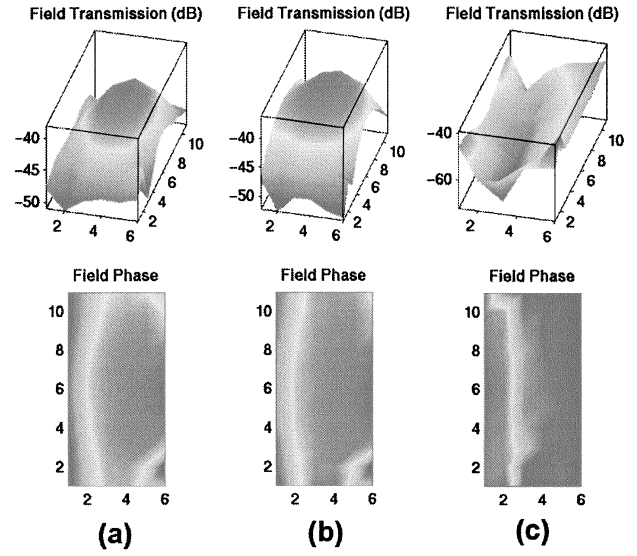 Field Transmission (dB) Field Transmission (dB) Field Transmission (dB)
−40 −45 −50 2 4 6 2 4 6 8 10
−40 −45 −50 2 4 6 2 4 6 8 10
−40 −60 2 4 6 2 4 6 8 10
Field Phase Field Phase Field Phase
10 10 10
8 8 8
6 6 6
4 4 4
2 2 2
2 4 6 2 4 6 2 4 6
(a) (b) (c)